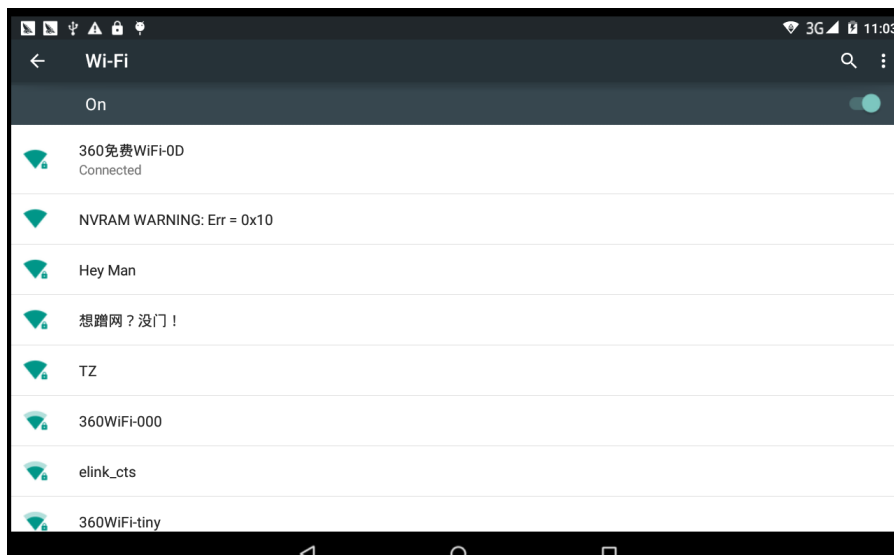 3G 11:03
Wi-Fi
On
360免费WiFi-0D
Connected
NVRAM WARNING: Err = 0x10
Hey Man
想蹭网？没门！
TZ
360WiFi-000
elink_cts
360WiFi-tiny